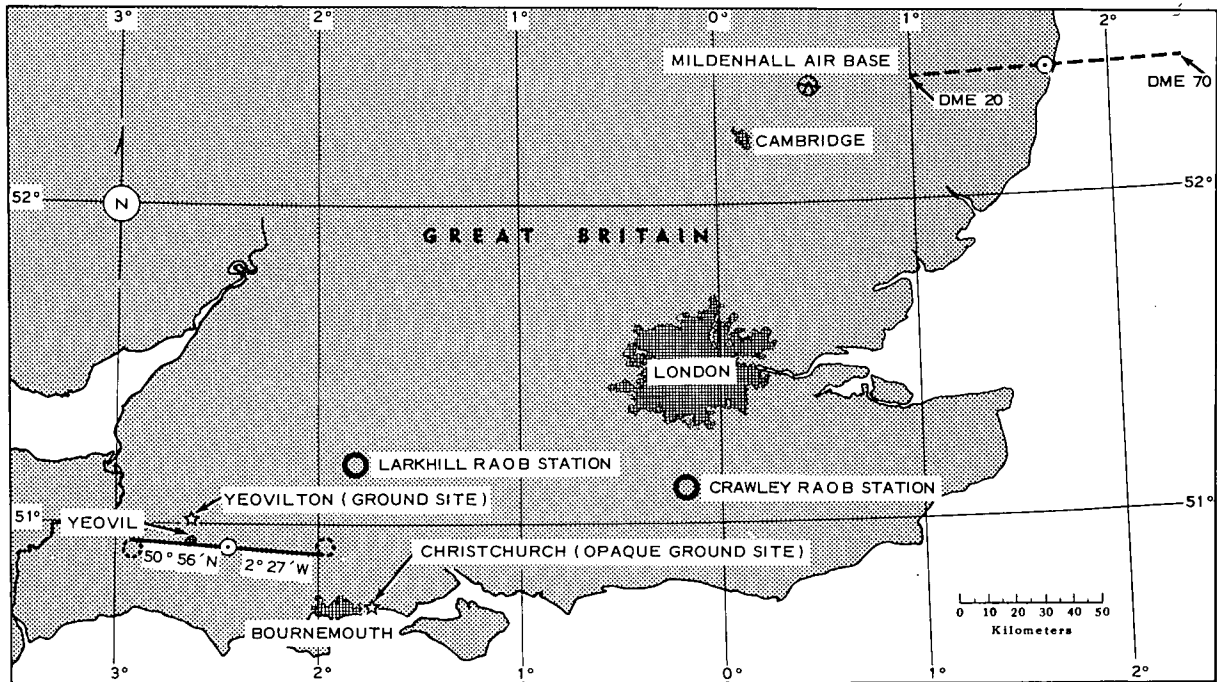 3° 2° 1° 0° 1° 2°
MILDENHALL AIR BASE
DME 20
DME 70
CAMBRIDGE
52° 52°
N
GREAT BRITAIN
LONDON
LARKHILL RAOB STATION
CRAWLEY RAOB STATION
YEOVILTON (GROUND SITE)
51° 51°
YEOVIL
CHRISTCHURCH (OPAQUE GROUND SITE)
50° 56´N 2° 27´W
BOURNEMOUTH
0 10 20 30 40 50
Kilometers
3° 2° 1° 0° 1° 2°